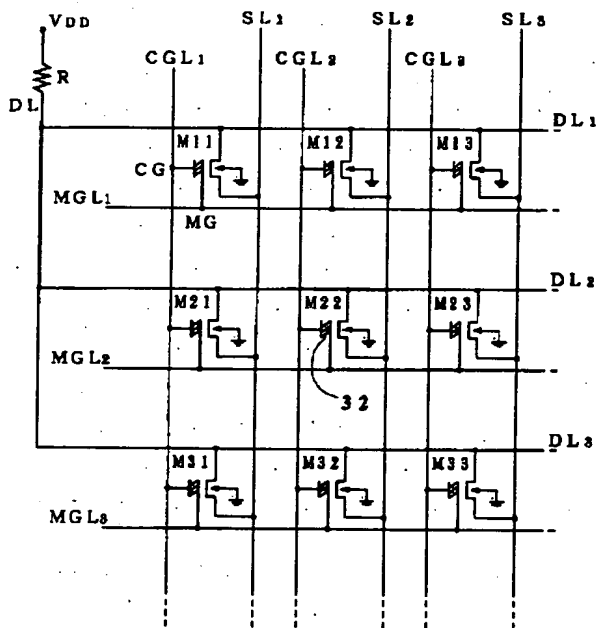 VDD SL1 SL2 SL3
CGL1 CGL2 CGL3
R
DL
DL1
M11 M12 M13
CG
MGL1
MG
DL2
M21 M22 M23
MGL2
32
DL3
M31 M32 M33
MGL3